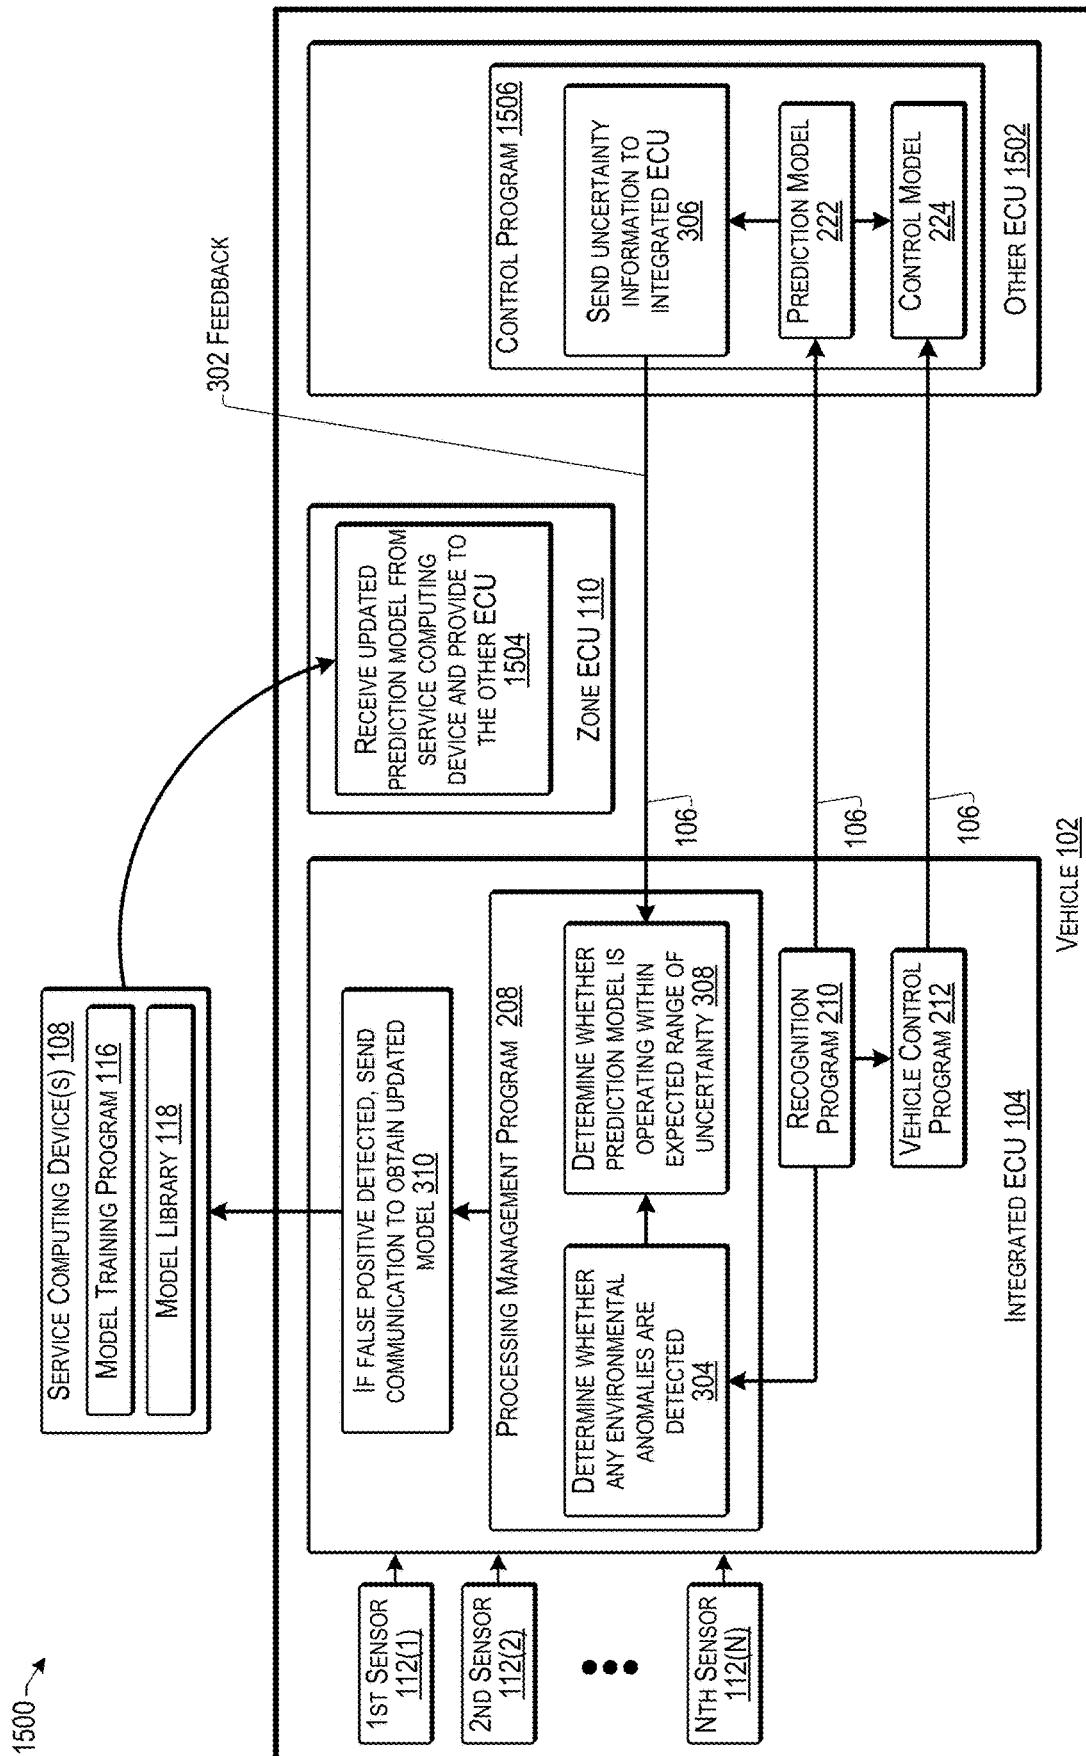 1500
SERVICE COMPUTING DEVICE(S) 108
MODEL TRAINING PROGRAM 116
MODEL LIBRARY 118
1ST SENSOR
112(1)
2ND SENSOR
112(2)
NTH SENSOR
112(N)
IF FALSE POSITIVE DETECTED, SEND
COMMUNICATION TO OBTAIN UPDATED
MODEL 310
PROCESSING MANAGEMENT PROGRAM 208
DETERMINE WHETHER
ANY ENVIRONMENTAL
ANOMALIES ARE
DETECTED
304
DETERMINE WHETHER
PREDICTION MODEL IS
OPERATING WITHIN
EXPECTED RANGE OF
UNCERTAINTY 308
RECOGNITION
PROGRAM 210
VEHICLE CONTROL
PROGRAM 212
INTEGRATED ECU 104
RECEIVE UPDATED
PREDICTION MODEL FROM
SERVICE COMPUTING
DEVICE AND PROVIDE TO
THE OTHER ECU
1504
ZONE ECU 110
302 FEEDBACK
106
106
106
CONTROL PROGRAM 1506
SEND UNCERTAINTY
INFORMATION TO
INTEGRATED ECU
306
PREDICTION MODEL
222
CONTROL MODEL
224
OTHER ECU 1502
VEHICLE 102